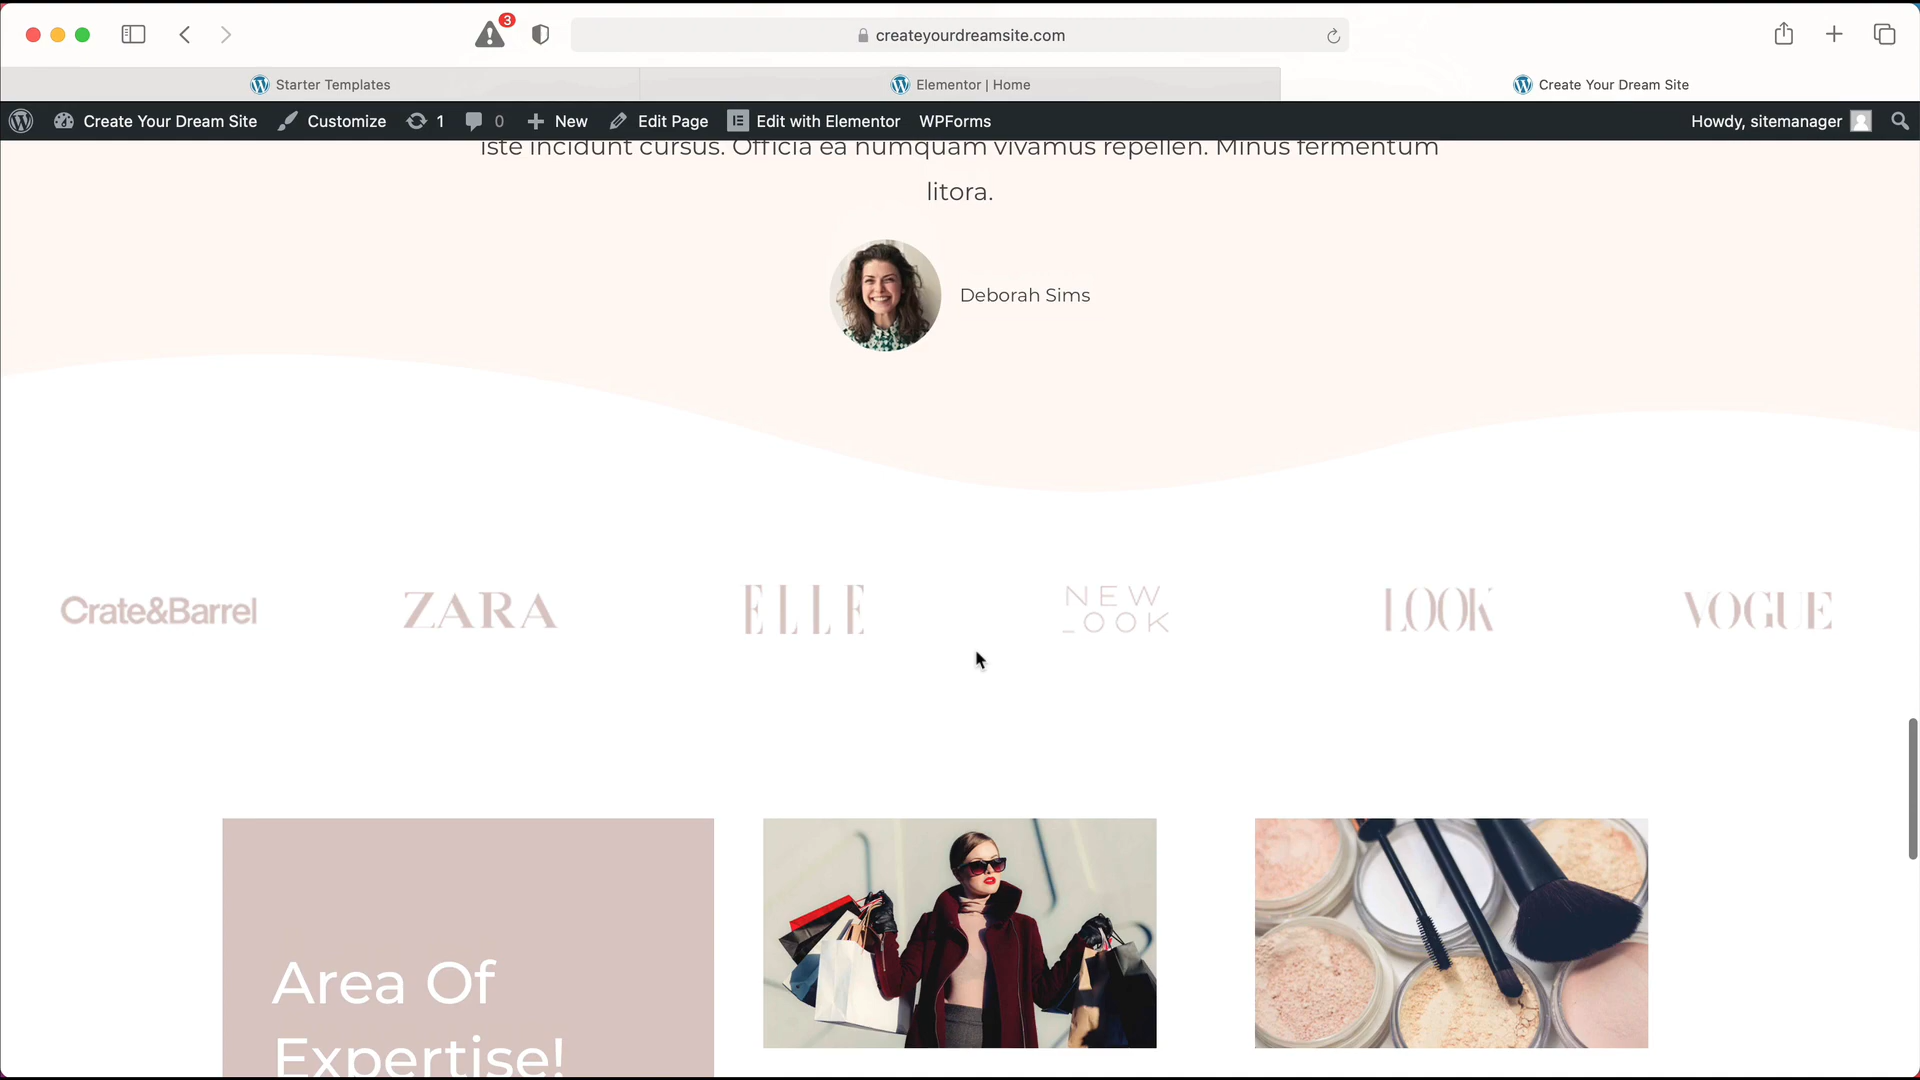 3
createyourdreamsite.com
Starter Templates
Elementor | Home
Create Your Dream Site
Create Your Dream Site
Customize
1
0
New
Edit Page
Edit with Elementor
WPForms
Howdy, sitemanager
iste incidunt cursus. Officia ea numquam vivamus repellen. Minus fermentum
litora.
Deborah Sims
Crate&Barrel
ZARA
ELLE
NEW
_OOK
LOOK
VOGUE
Area Of
Expertise!